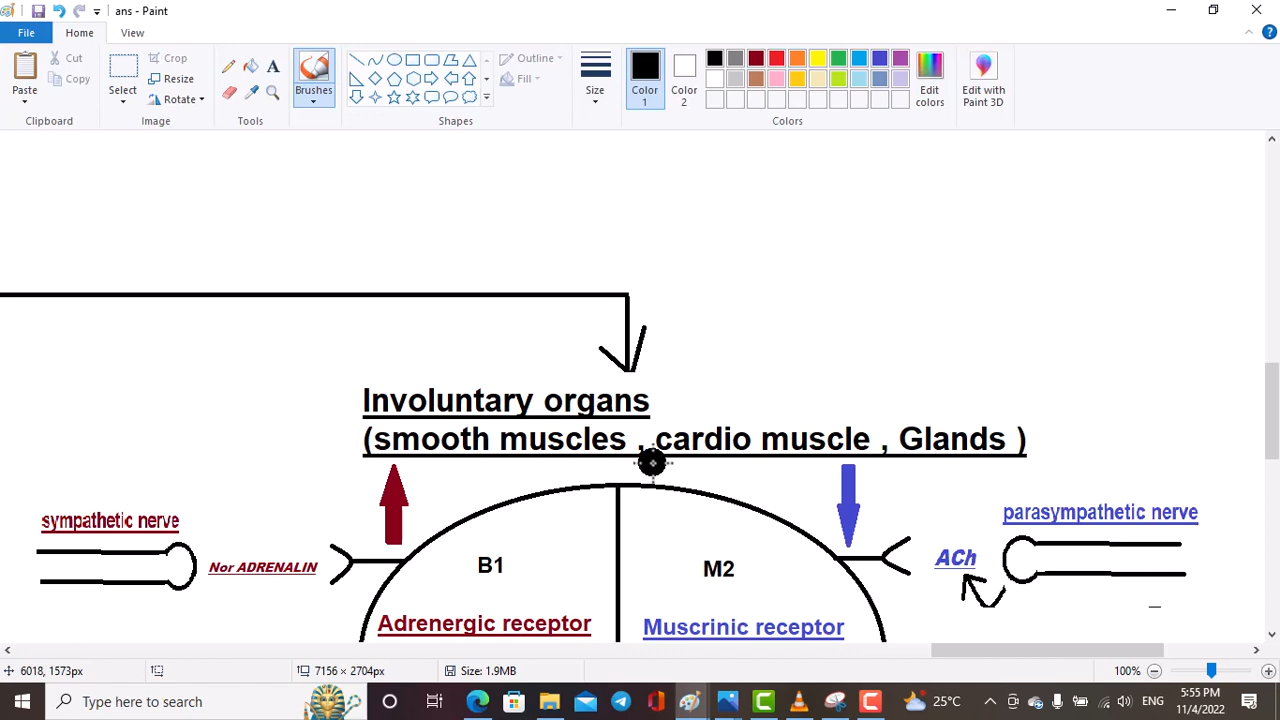 ans - Paint
File
Home
View
Paste
Cut
Copy
Clipboard
Select
Crop
Resize
Rotate
Image
Tools
Brushes
Outline
Fill
Shapes
Size
Color 1
Color 2
Edit colors
Colors
Edit with Paint 3D
Involuntary organs
(smooth muscles , cardio muscle , Glands )
sympathetic nerve
Nor ADRENALIN
B1
M2
ACh
parasympathetic nerve
Adrenergic receptor
Muscrinic receptor
6018, 1573px
7156 × 2704px
Size: 1.9MB
100%
Type here to search
25°C
ENG
5:55 PM
11/4/2022